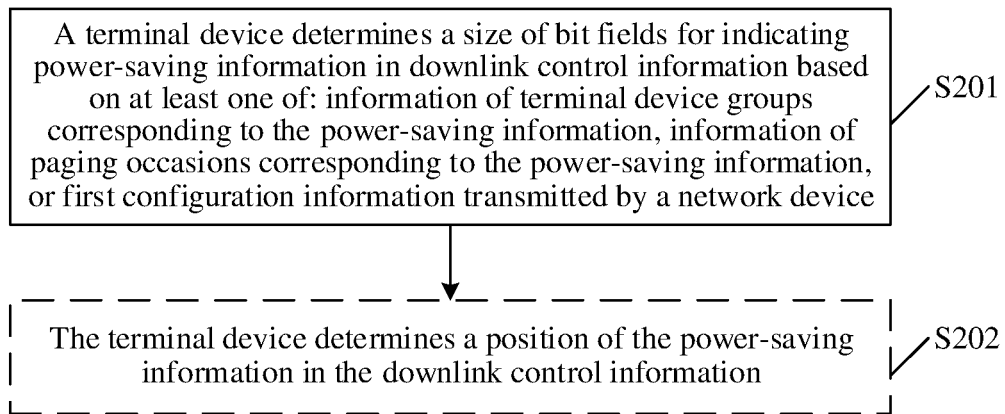 A terminal device determines a size of bit fields for indicating
power-saving information in downlink control information based
on at least one of: information of terminal device groups
corresponding to the power-saving information, information of
paging occasions corresponding to the power-saving information,
or first configuration information transmitted by a network device
S201
The terminal device determines a position of the power-saving
information in the downlink control information
S202